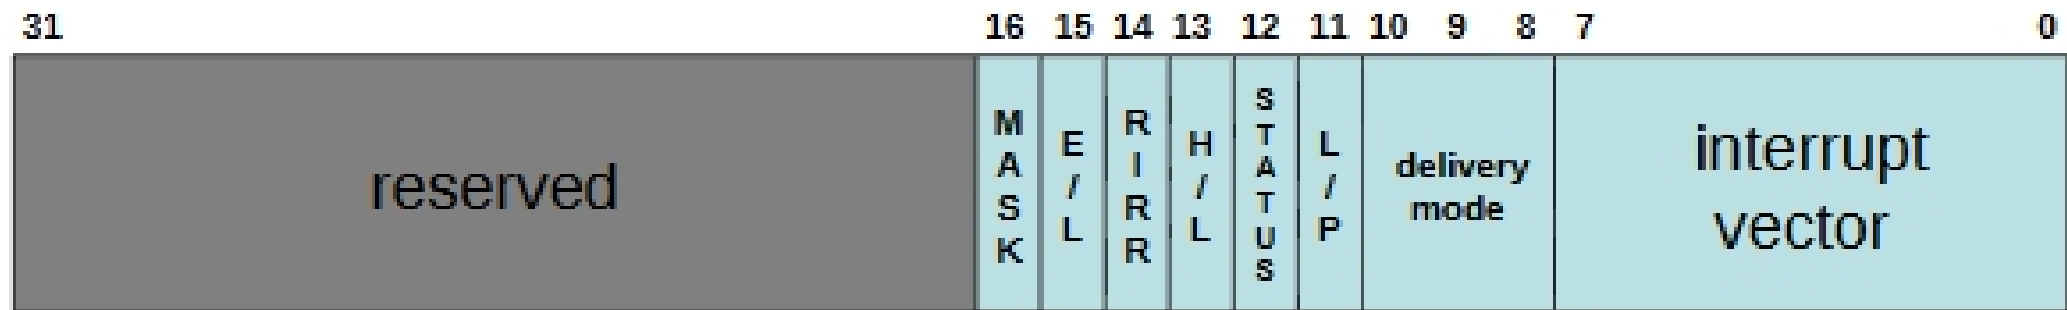 31 16 15 14 13 12 11 10 9 8 7 0
reserved
MASK
E/L
RIRR
H/L
STATUS
L/P
delivery
mode
interrupt
vector